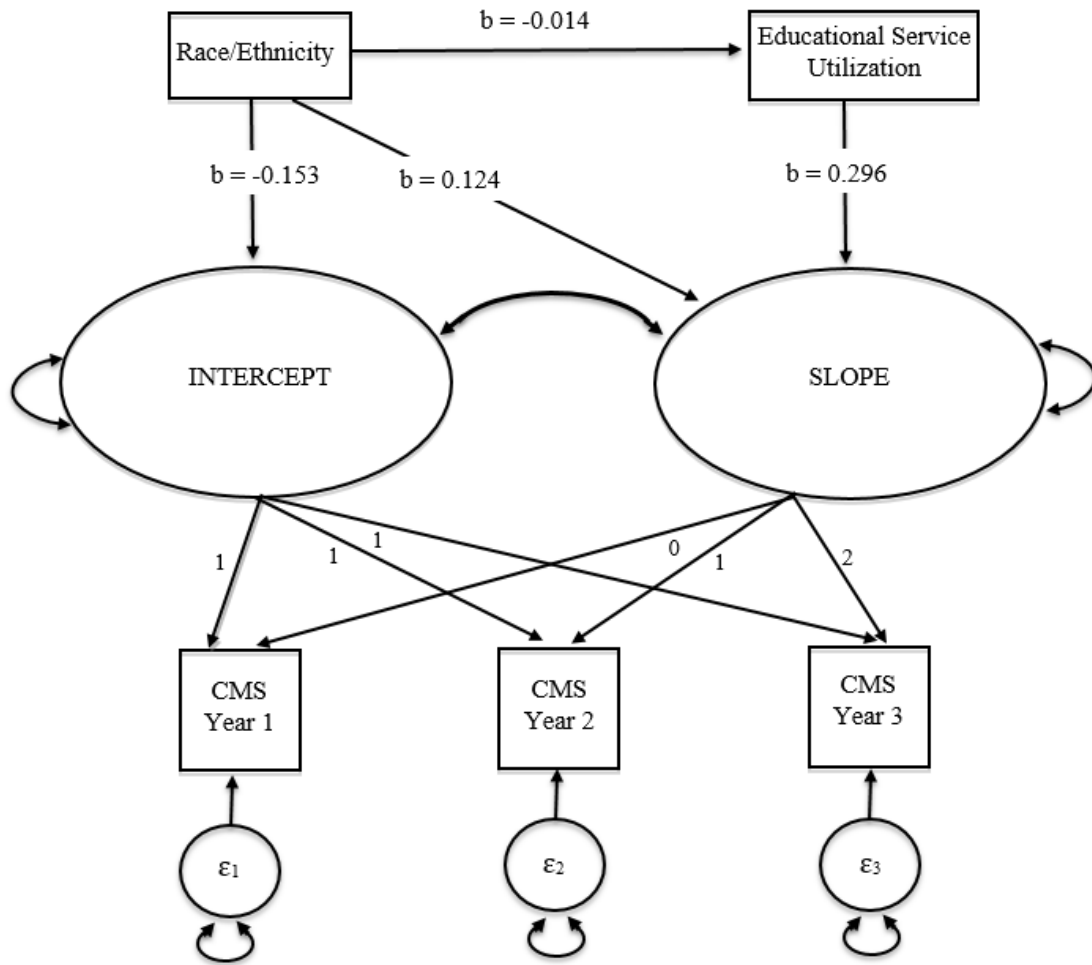 b = -0.014
Race/Ethnicity
Educational Service
Utilization
b = -0.153
b = 0.124
b = 0.296
INTERCEPT
SLOPE
1
1
1
0
1
2
CMS
Year 1
CMS
Year 2
CMS
Year 3
ε1
ε2
ε3